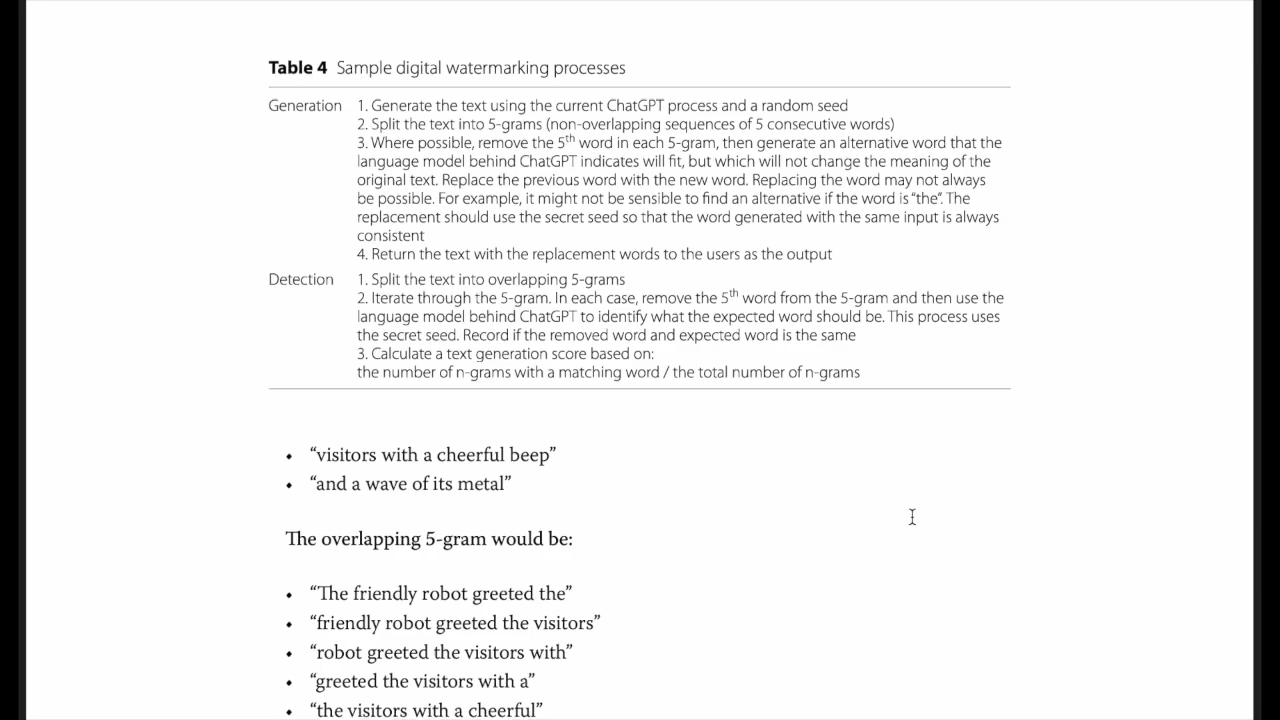 Table 4 Sample digital watermarking processes
Generation 1. Generate the text using the current ChatGPT process and a random seed
2. Split the text into 5-grams (non-overlapping sequences of 5 consecutive words)
3. Where possible, remove the 5th word in each 5-gram, then generate an alternative word that the
language model behind ChatGPT indicates will fit, but which will not change the meaning of the
original text. Replace the previous word with the new word. Replacing the word may not always
be possible. For example, it might not be sensible to find an alternative if the word is “the”. The
replacement should use the secret seed so that the word generated with the same input is always
consistent
4. Return the text with the replacement words to the users as the output
Detection 1. Split the text into overlapping 5-grams
2. Iterate through the 5-gram. In each case, remove the 5th word from the 5-gram and then use the
language model behind ChatGPT to identify what the expected word should be. This process uses
the secret seed. Record if the removed word and expected word is the same
3. Calculate a text generation score based on:
the number of n-grams with a matching word / the total number of n-grams
• “visitors with a cheerful beep”
• “and a wave of its metal”
The overlapping 5-gram would be:
• “The friendly robot greeted the”
• “friendly robot greeted the visitors”
• “robot greeted the visitors with”
• “greeted the visitors with a”
• “the visitors with a cheerful”